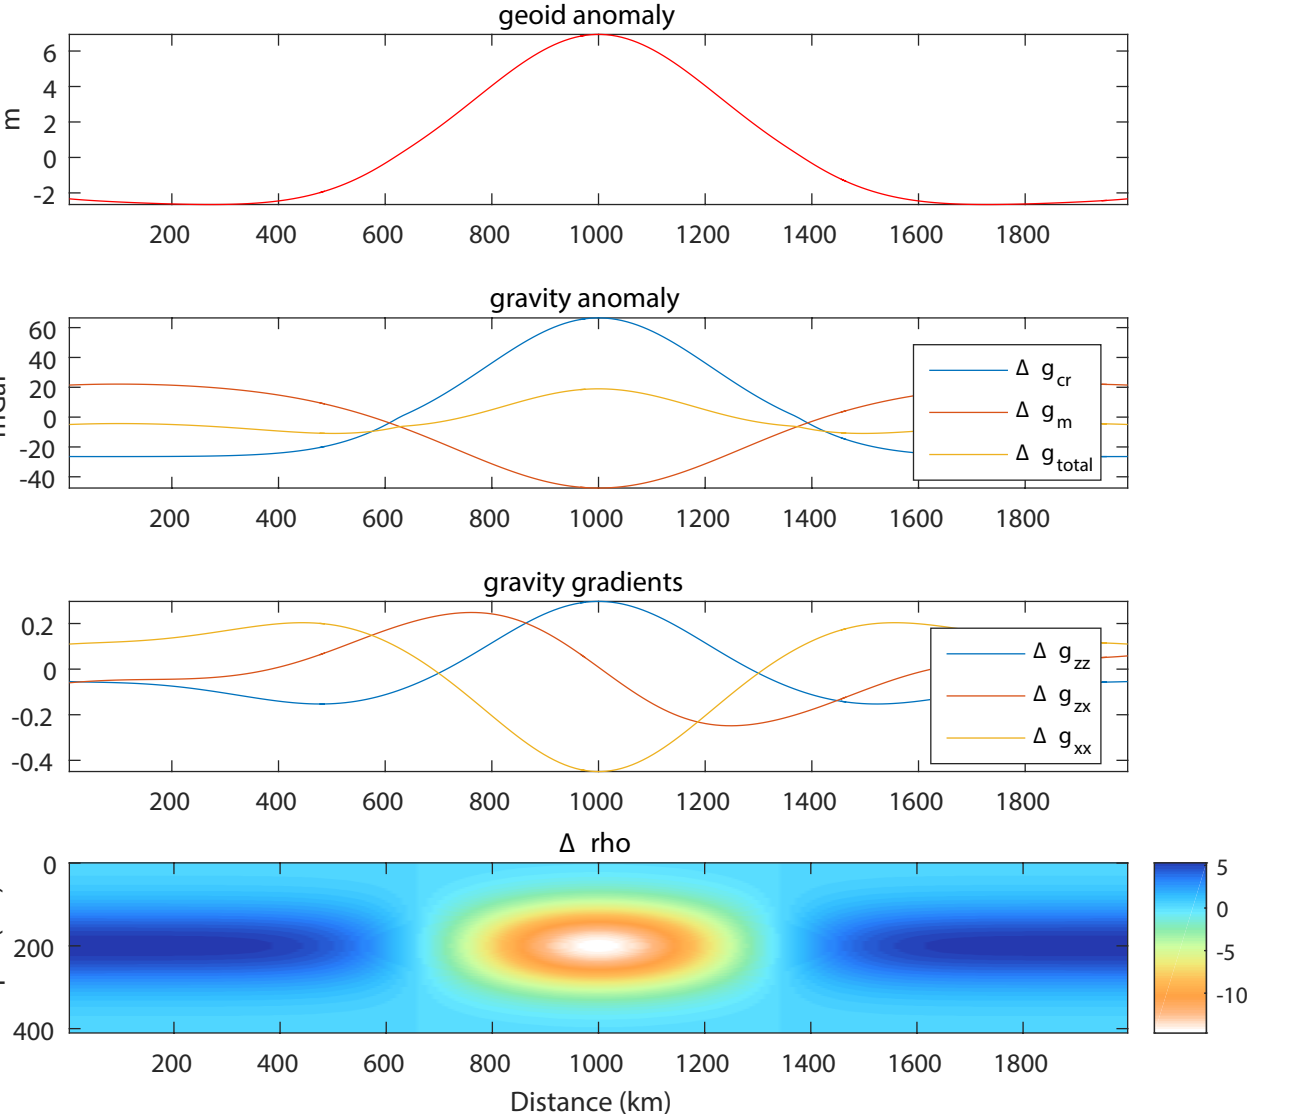 geoid anomaly
6
4
2
0
-2
m
200 400 600 800 1000 1200 1400 1600 1800
gravity anomaly
60
40
20
0
-20
-40
Δ g cr
Δ g m
Δ g total
200 400 600 800 1000 1200 1400 1600 1800
gravity gradients
0.2
0
-0.2
-0.4
Δ g zz
Δ g zx
Δ g xx
200 400 600 800 1000 1200 1400 1600 1800
Δ rho
0
200
400
5
0
-5
-10
200 400 600 800 1000 1200 1400 1600 1800
Distance (km)